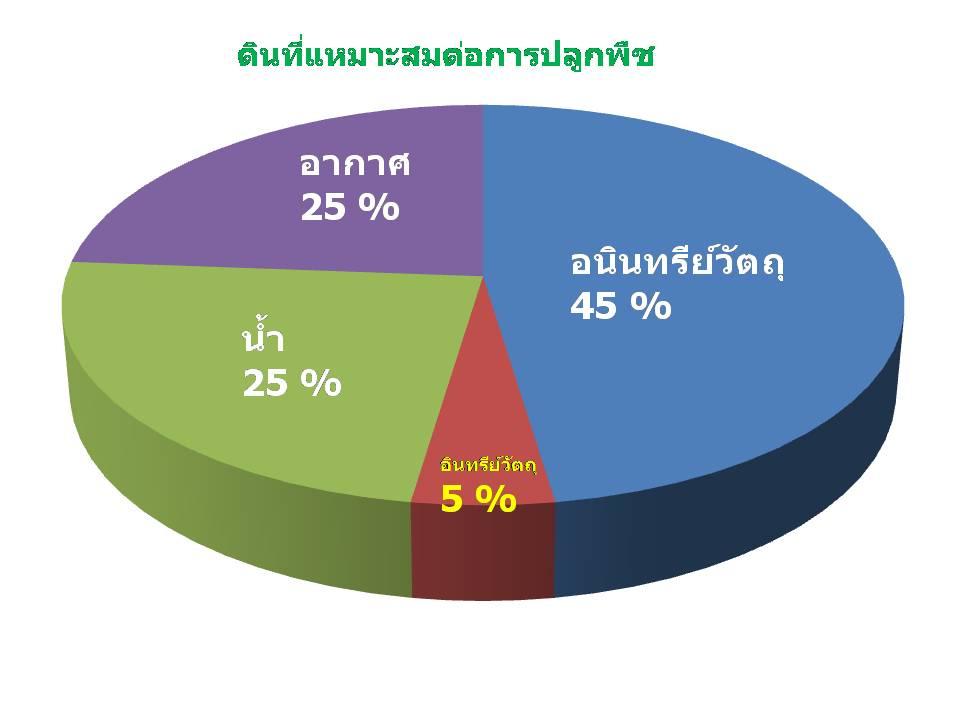 ดินที่แหมาะสมต่อการปลูกพืช
อากาศ
25 %
อนินทรีย์วัตถุ
45 %
น้ำ
25 %
อินทรีย์วัตถุ
5 %